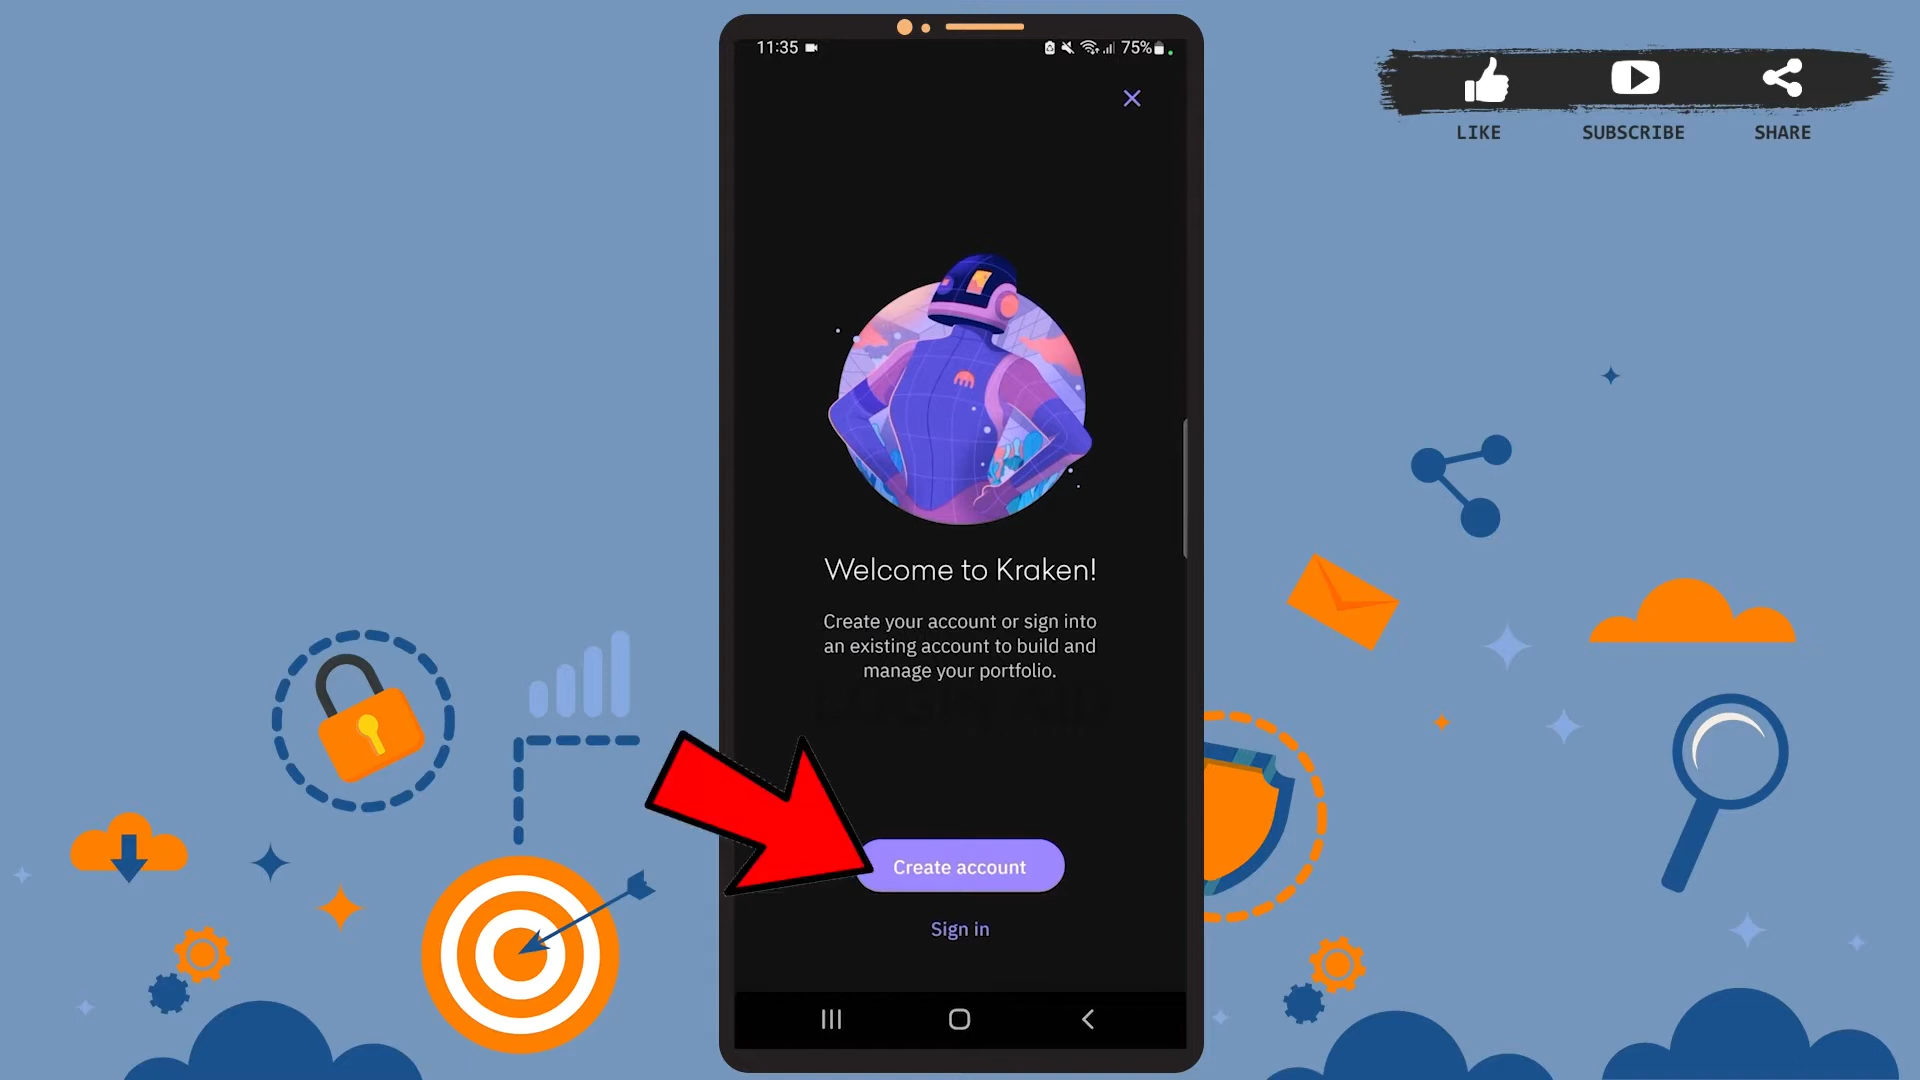 11:35
75%
LIKE
SUBSCRIBE
SHARE
Welcome to Kraken!
Create your account or sign into
an existing account to build and
manage your portfolio.
Create account
Sign in